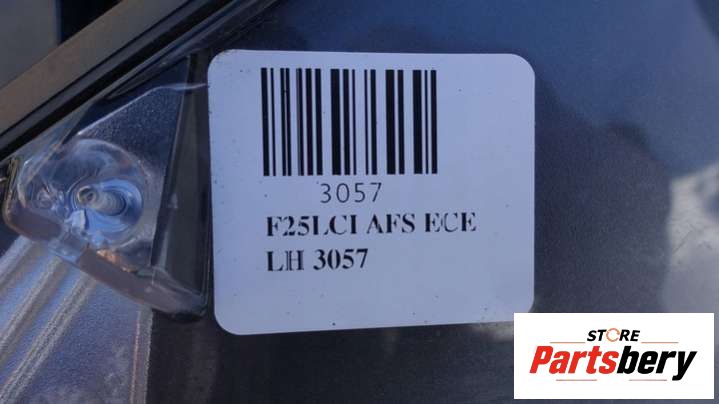 3057
F25LCI AFS ECE
LH 3057
STORE
Partsbery